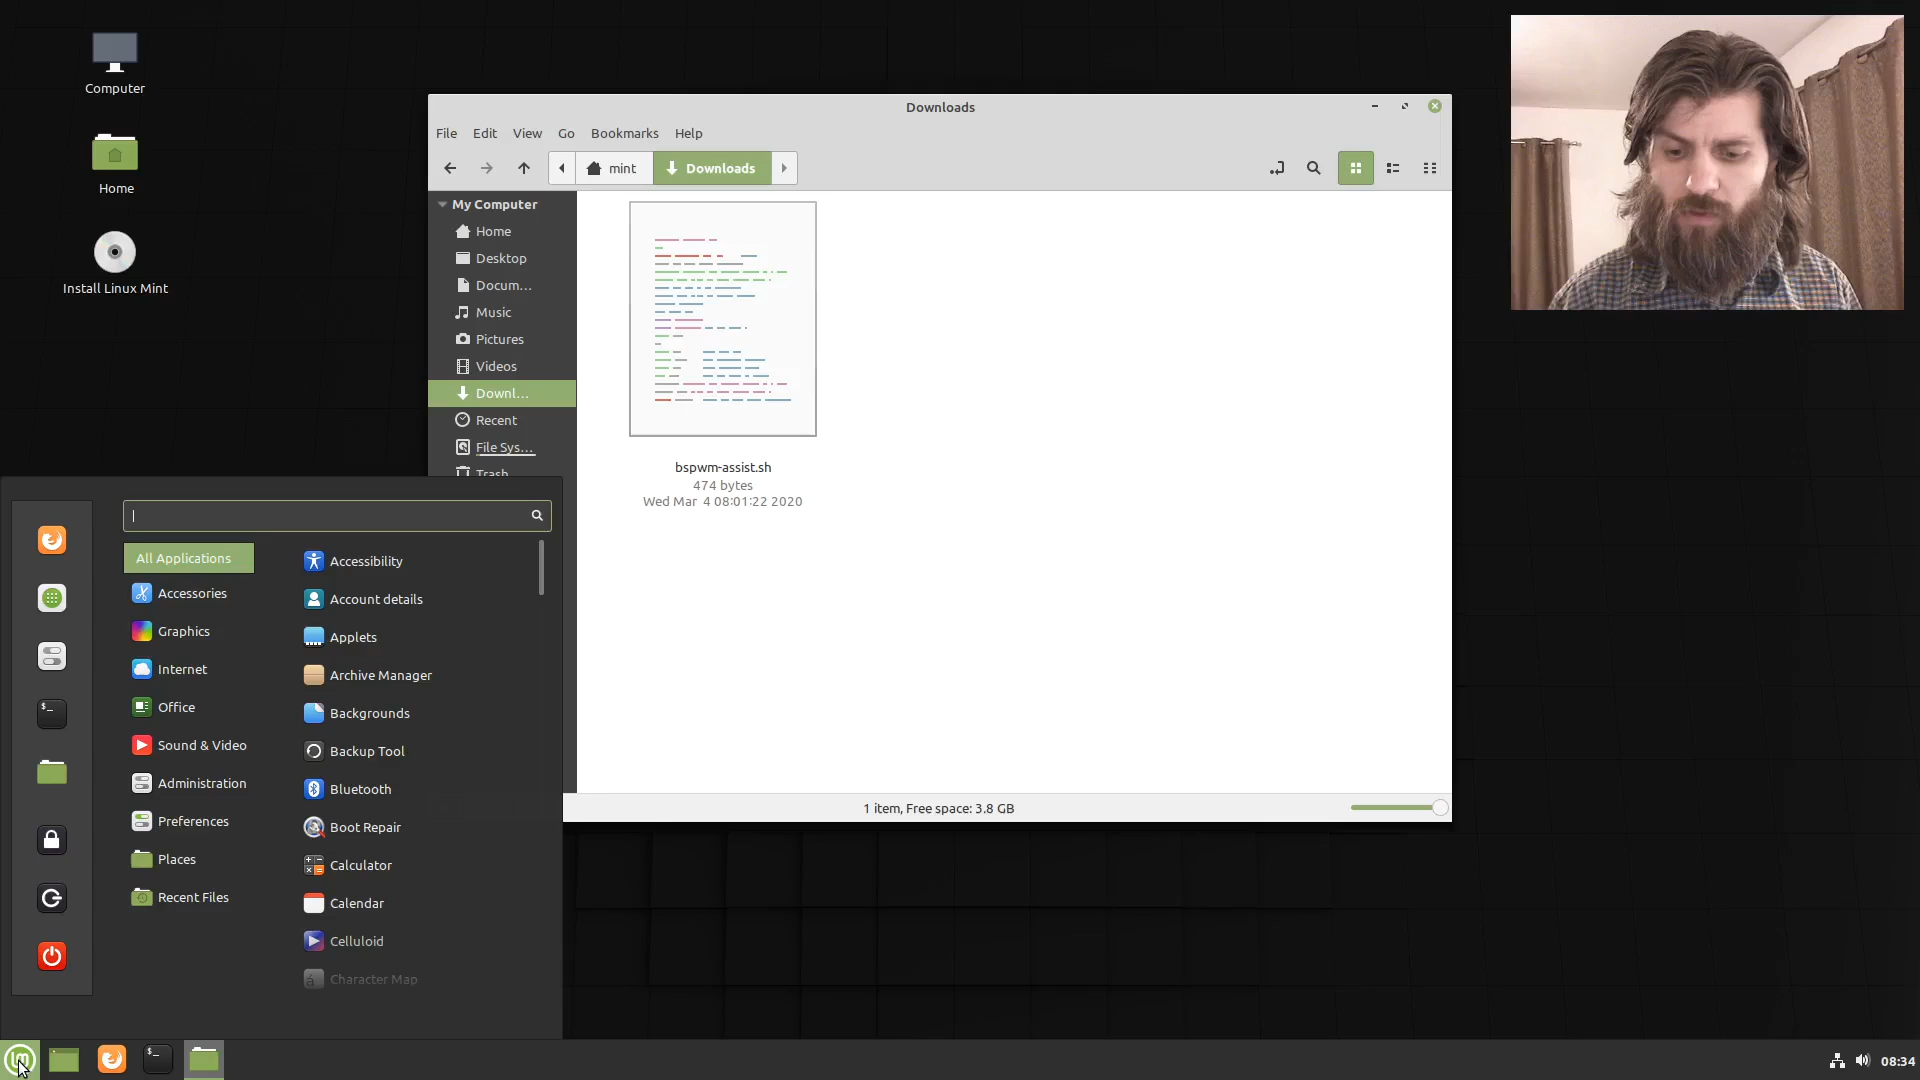 Computer
Home
Install Linux Mint
Downloads
File Edit View Go Bookmarks Help
mint Downloads
My Computer
Home
Desktop
Docum...
Music
Pictures
Videos
Downl...
Recent
File Sys...
Trash
bspwm-assist.sh
474 bytes
Wed Mar 4 08:01:22 2020
All Applications
Accessories
Graphics
Internet
Office
Sound & Video
Administration
Preferences
Places
Recent Files
Accessibility
Account details
Applets
Archive Manager
Backgrounds
Backup Tool
Bluetooth
Boot Repair
Calculator
Calendar
Celluloid
Character Map
1 item, Free space: 3.8 GB
08:34